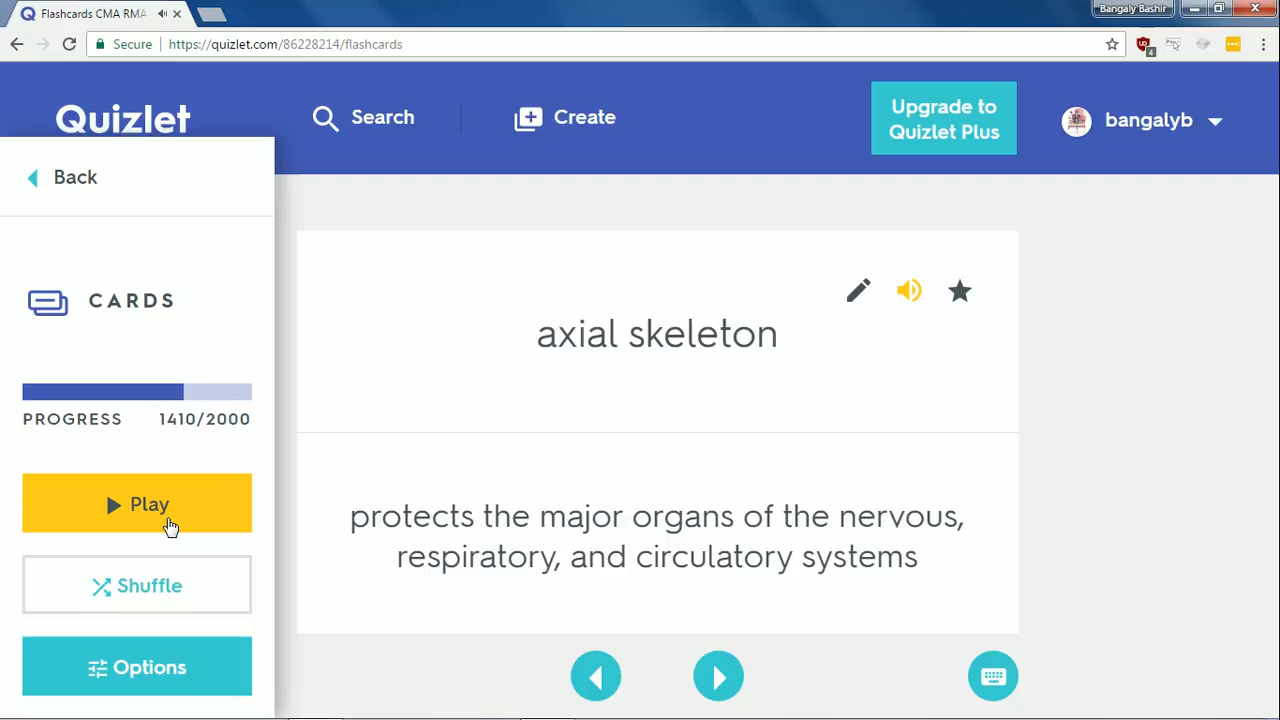 Flashcards CMA RMA
Bangaly Bashir
Secure
https://quizlet.com/86228214/flashcards
4
Quizlet
Search
Create
Upgrade to
Quizlet Plus
bangalyb
Back
CARDS
PROGRESS 1410/2000
Play
Shuffle
Options
axial skeleton
protects the major organs of the nervous,
respiratory, and circulatory systems